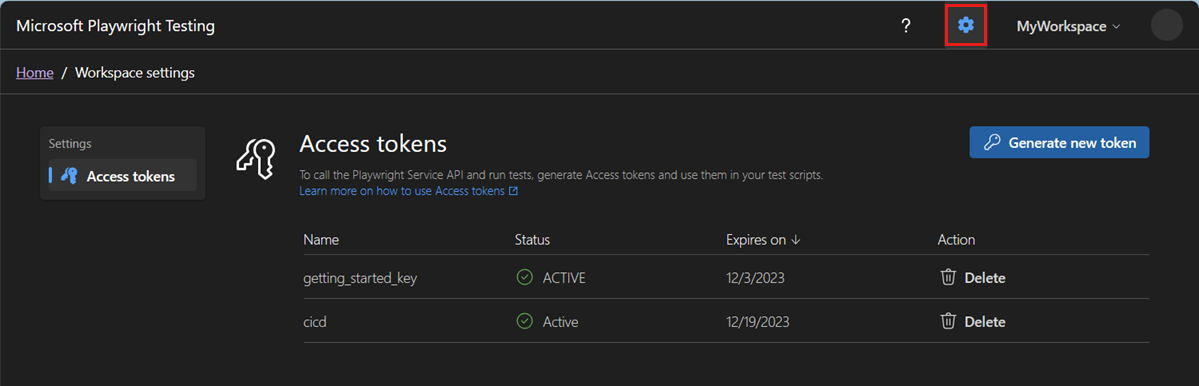 Microsoft Playwright Testing ? MyWorkspace
Home / Workspace settings
Settings
Access tokens
Access tokens
Generate new token
To call the Playwright Service API and run tests, generate Access tokens and use them in your test scripts.
Learn more on how to use Access tokens
Name Status Expires on ↓ Action
getting_started_key ACTIVE 12/3/2023 Delete
cicd Active 12/19/2023 Delete